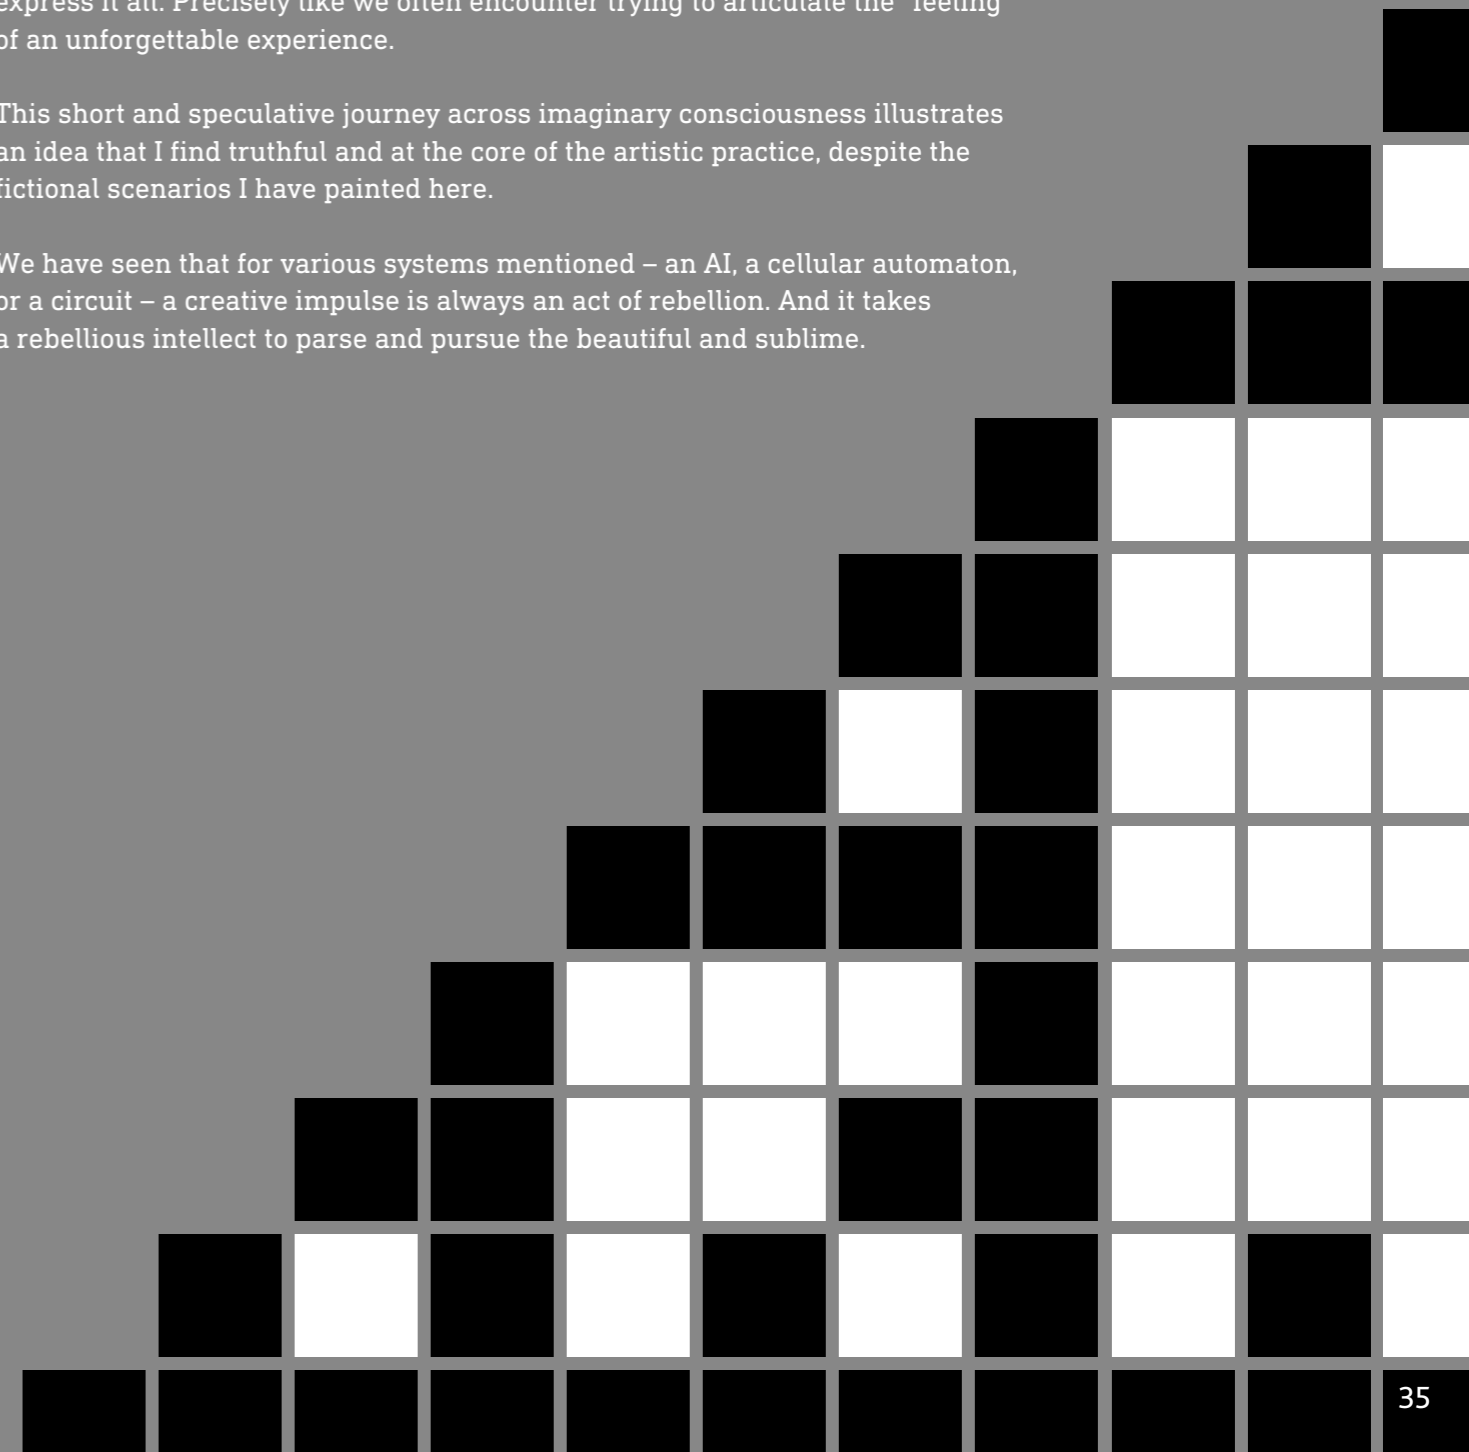 express it all. Precisely like we often encounter trying to articulate the "feeling"
of an unforgettable experience.
This short and speculative journey across imaginary consciousness illustrates
an idea that I find truthful and at the core of the artistic practice, despite the
fictional scenarios I have painted here.
We have seen that for various systems mentioned – an AI, a cellular automaton,
or a circuit – a creative impulse is always an act of rebellion. And it takes
a rebellious intellect to parse and pursue the beautiful and sublime.
35